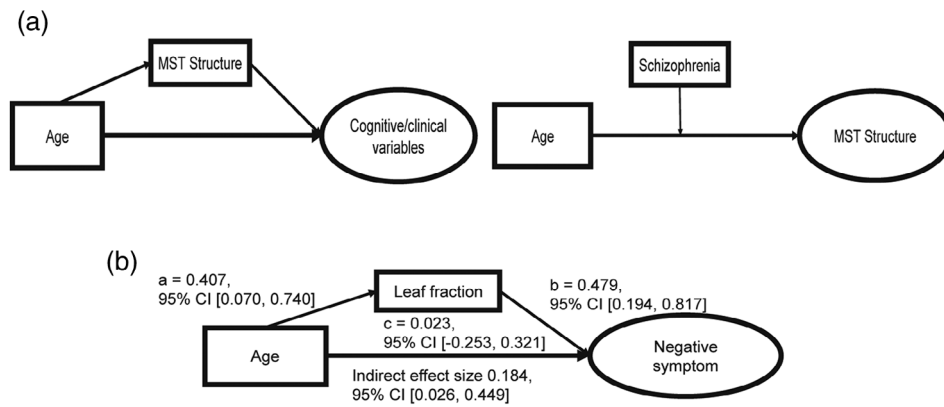 (a)
MST Structure
Age
Cognitive/clinical
variables
Schizophrenia
Age
MST Structure
(b)
a = 0.407,
95% CI [0.070, 0.740]
Leaf fraction
b = 0.479,
95% CI [0.194, 0.817]
c = 0.023,
95% CI [-0.253, 0.321]
Age
Negative
symptom
Indirect effect size 0.184,
95% CI [0.026, 0.449]